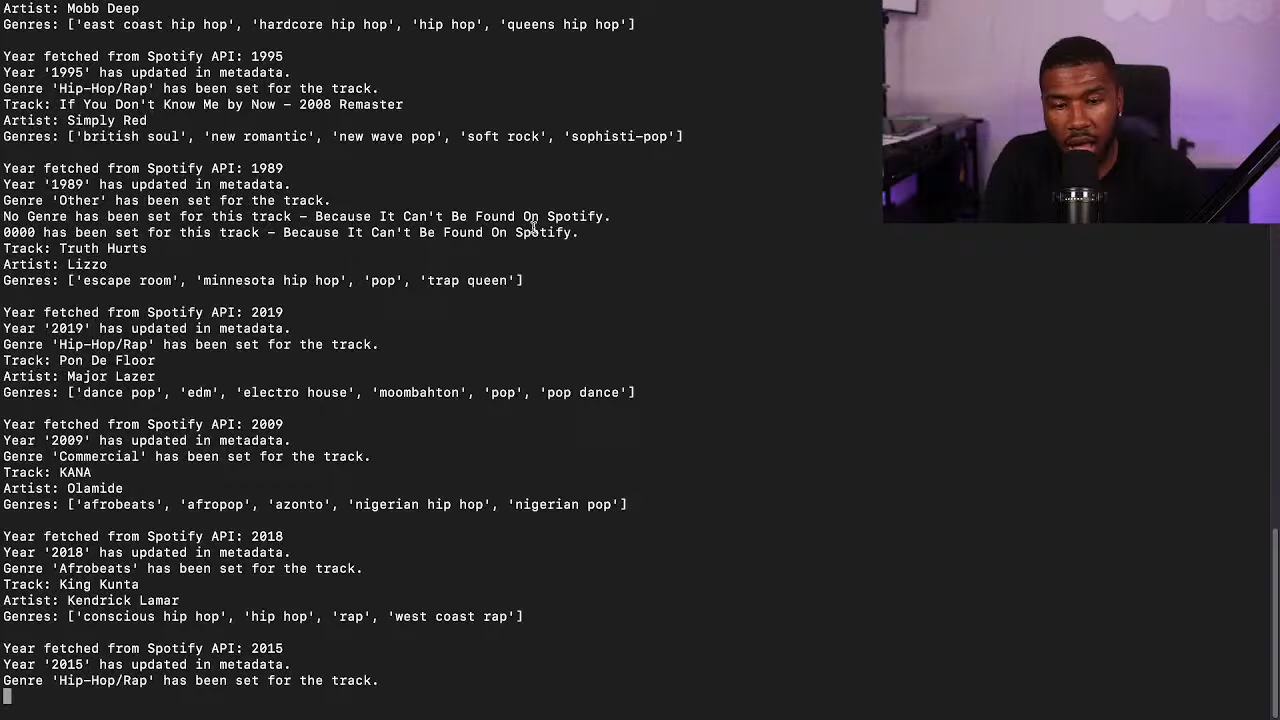 Artist: Mobb Deep
Genres: ['east coast hip hop', 'hardcore hip hop', 'hip hop', 'queens hip hop']
Year fetched from Spotify API: 1995
Year '1995' has updated in metadata.
Genre 'Hip-Hop/Rap' has been set for the track.
Track: If You Don't Know Me by Now - 2008 Remaster
Artist: Simply Red
Genres: ['british soul', 'new romantic', 'new wave pop', 'soft rock', 'sophisti-pop']
Year fetched from Spotify API: 1989
Year '1989' has updated in metadata.
Genre 'Other' has been set for the track.
No Genre has been set for this track - Because It Can't Be Found On Spotify.
0000 has been set for this track - Because It Can't Be Found On Spotify.
Track: Truth Hurts
Artist: Lizzo
Genres: ['escape room', 'minnesota hip hop', 'pop', 'trap queen']
Year fetched from Spotify API: 2019
Year '2019' has updated in metadata.
Genre 'Hip-Hop/Rap' has been set for the track.
Track: Pon De Floor
Artist: Major Lazer
Genres: ['dance pop', 'edm', 'electro house', 'moombahton', 'pop', 'pop dance']
Year fetched from Spotify API: 2009
Year '2009' has updated in metadata.
Genre 'Commercial' has been set for the track.
Track: KANA
Artist: Olamide
Genres: ['afrobeats', 'afropop', 'azonto', 'nigerian hip hop', 'nigerian pop']
Year fetched from Spotify API: 2018
Year '2018' has updated in metadata.
Genre 'Afrobeats' has been set for the track.
Track: King Kunta
Artist: Kendrick Lamar
Genres: ['conscious hip hop', 'hip hop', 'rap', 'west coast rap']
Year fetched from Spotify API: 2015
Year '2015' has updated in metadata.
Genre 'Hip-Hop/Rap' has been set for the track.